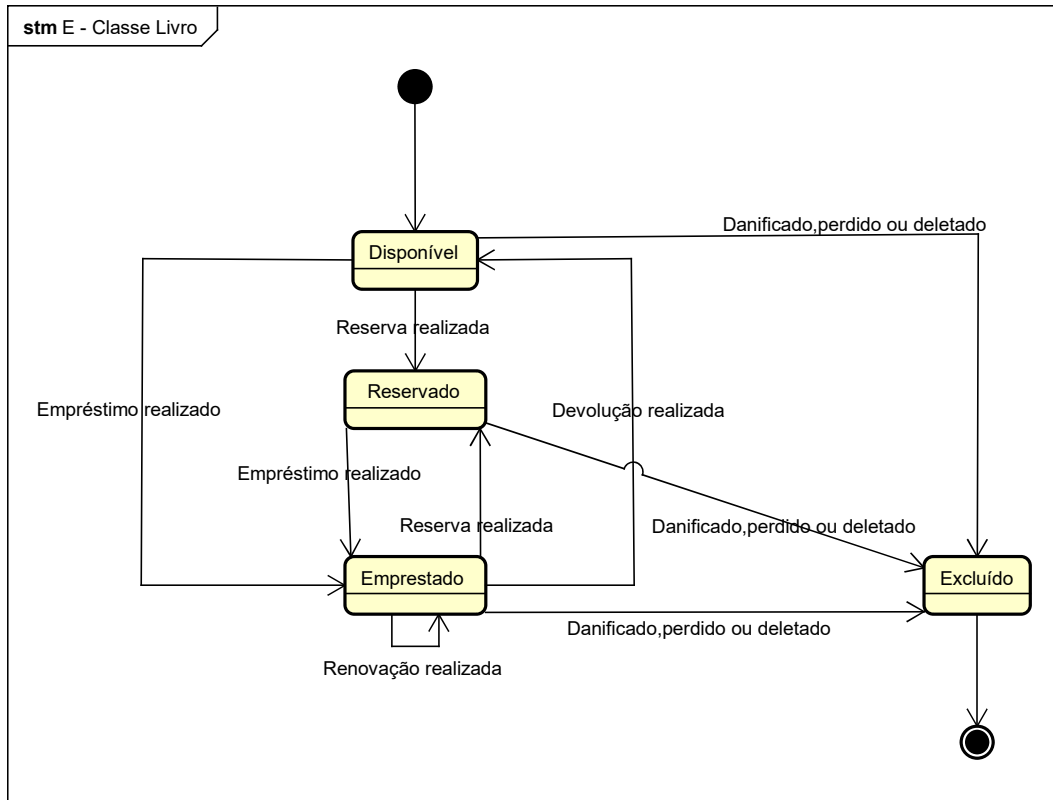 stm E - Classe Livro
Danificado,perdido ou deletado
Disponível
Reserva realizada
Reservado
Empréstimo realizado
Devolução realizada
Empréstimo realizado
Reserva realizada
Danificado,perdido ou deletado
Emprestado
Excluído
Danificado,perdido ou deletado
Renovação realizada